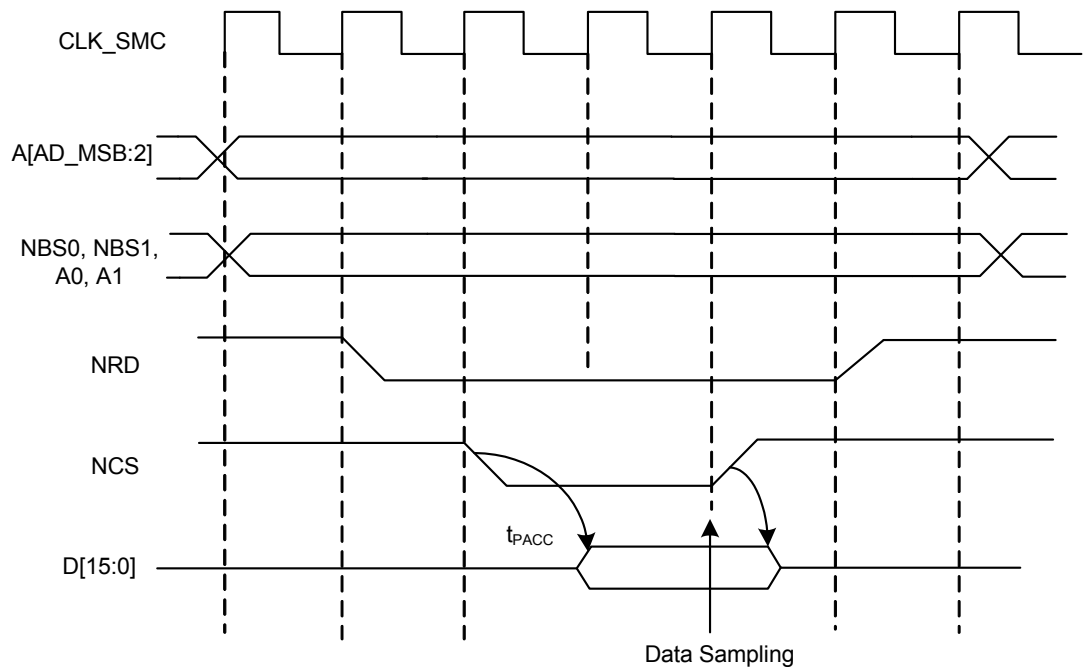 CLK_SMC
A[AD_MSB:2]
NBS0, NBS1,
A0, A1
NRD
NCS
tPACC
D[15:0]
Data Sampling